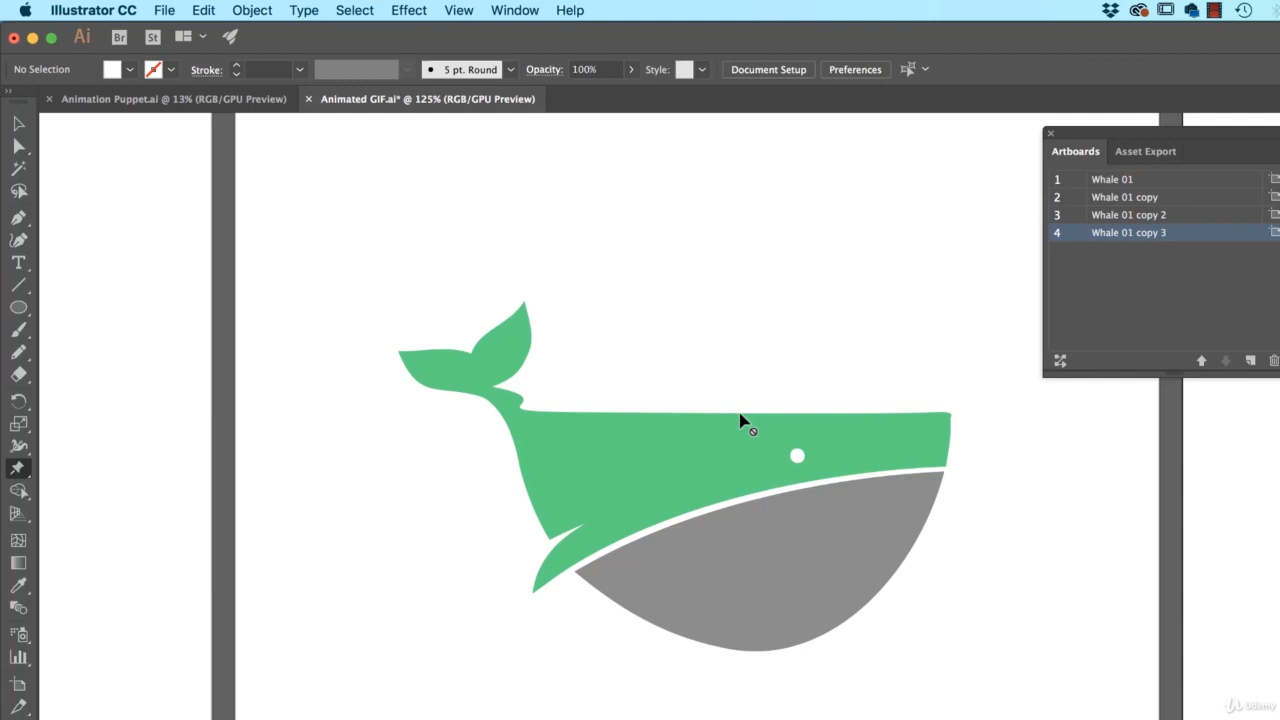 Illustrator CC File Edit Object Type Select Effect View Window Help
Ai Br St
No Selection Stroke: 5 pt. Round Opacity: 100% Style: Document Setup Preferences
Animation Puppet.ai @ 13% (RGB/GPU Preview) Animated GIF.ai* @ 125% (RGB/GPU Preview)
Artboards Asset Export
1 Whale 01
2 Whale 01 copy
3 Whale 01 copy 2
4 Whale 01 copy 3
Udemy